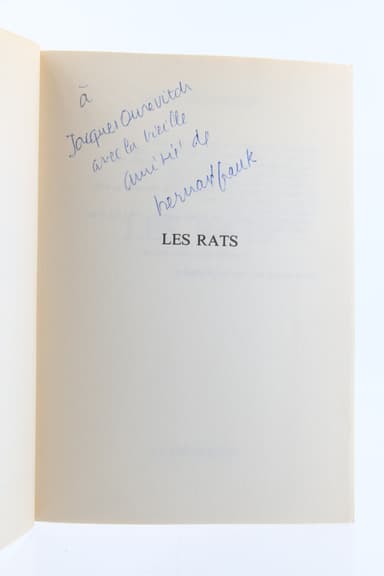 à
Jacques Ourevitch
avec la vieille
amitié de
bernard frank
LES RATS